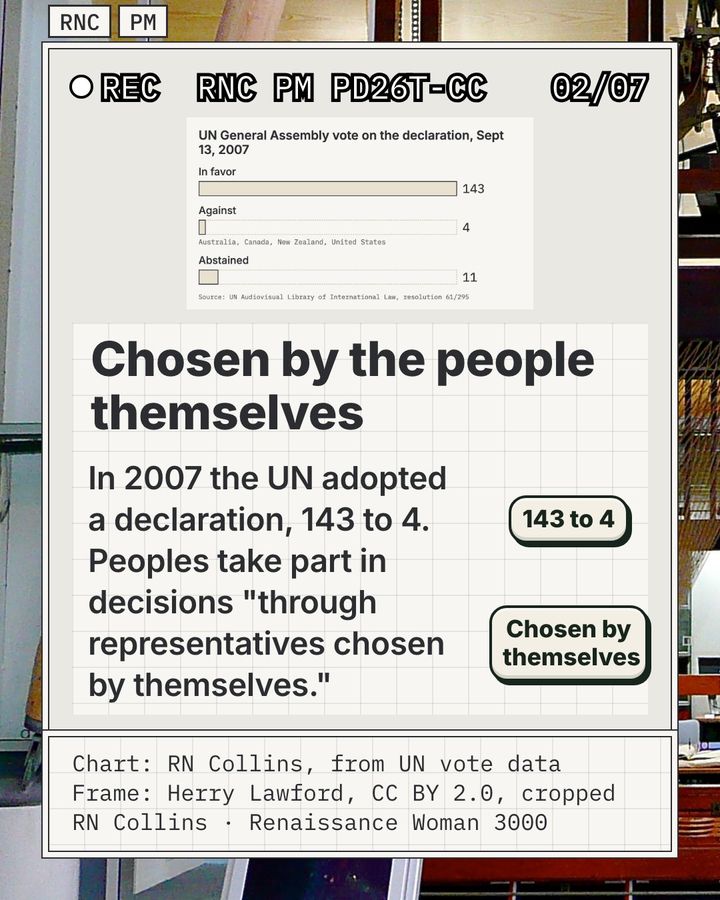 RNC PM
REC RNC PM PD26T-CC 02/07
UN General Assembly vote on the declaration, Sept
13, 2007
In favor
143
Against
4
Australia, Canada, New Zealand, United States
Abstained
11
Source: UN Audiovisual Library of International Law, resolution 61/295
Chosen by the people
themselves
In 2007 the UN adopted
a declaration, 143 to 4.
Peoples take part in
decisions "through
representatives chosen
by themselves."
143 to 4
Chosen by
themselves
Chart: RN Collins, from UN vote data
Frame: Herry Lawford, CC BY 2.0, cropped
RN Collins · Renaissance Woman 3000